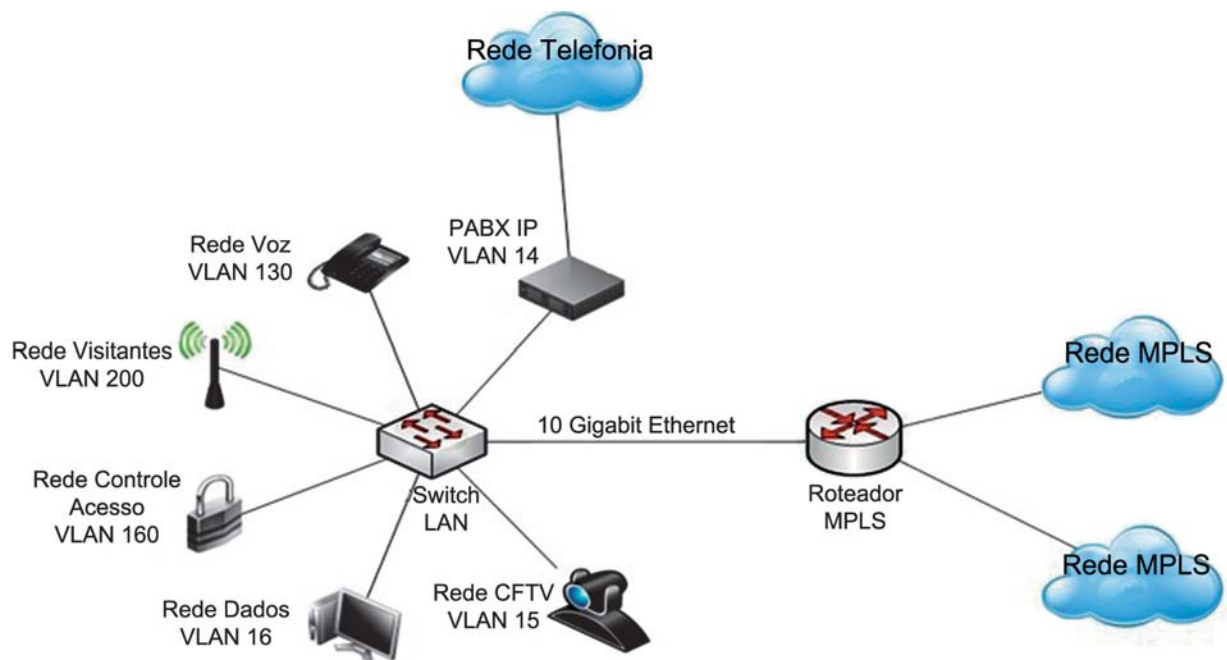 Rede Telefonia
PABX IP
VLAN 14
Rede Voz
VLAN 130
Rede Visitantes
VLAN 200
Rede MPLS
10 Gigabit Ethernet
Rede Controle
Acesso
VLAN 160
Switch
LAN
Roteador
MPLS
Rede MPLS
Rede CFTV
VLAN 15
Rede Dados
VLAN 16